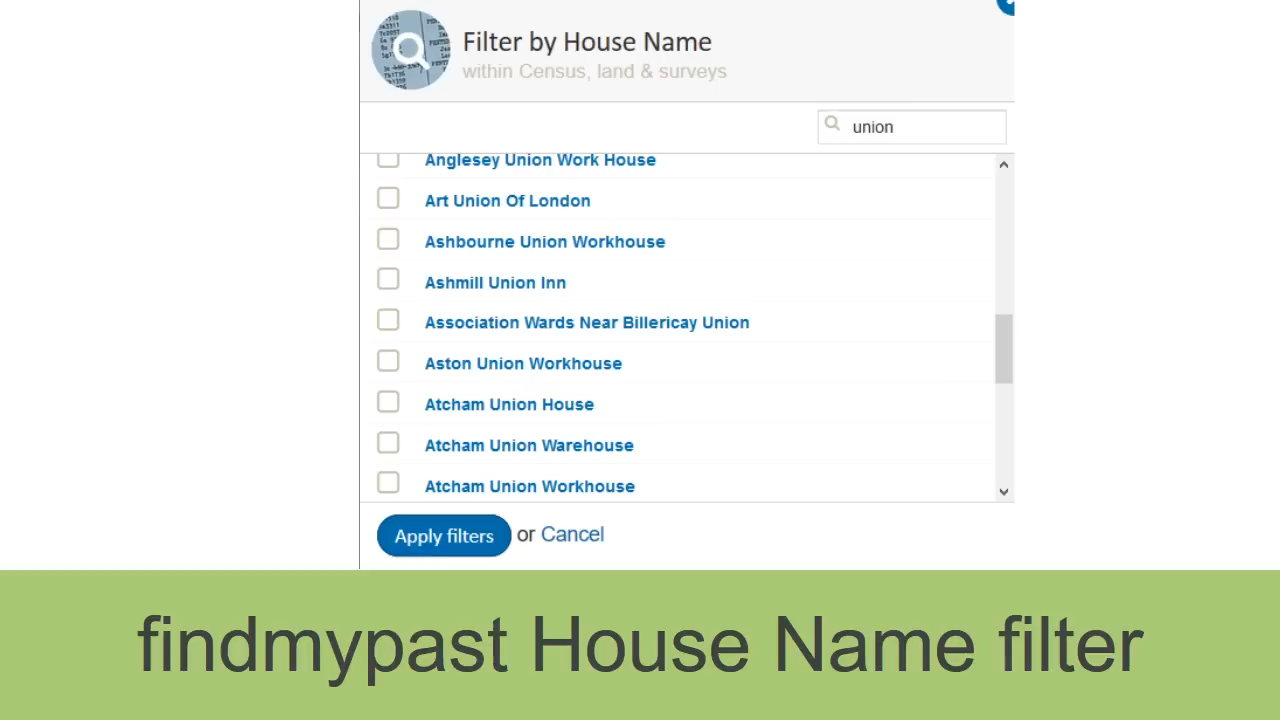 Filter by House Name
within Census, land & surveys
union
Anglesey Union Work House
Art Union Of London
Ashbourne Union Workhouse
Ashmill Union Inn
Association Wards Near Billericay Union
Aston Union Workhouse
Atcham Union House
Atcham Union Warehouse
Atcham Union Workhouse
Apply filters or Cancel
findmypast House Name filter